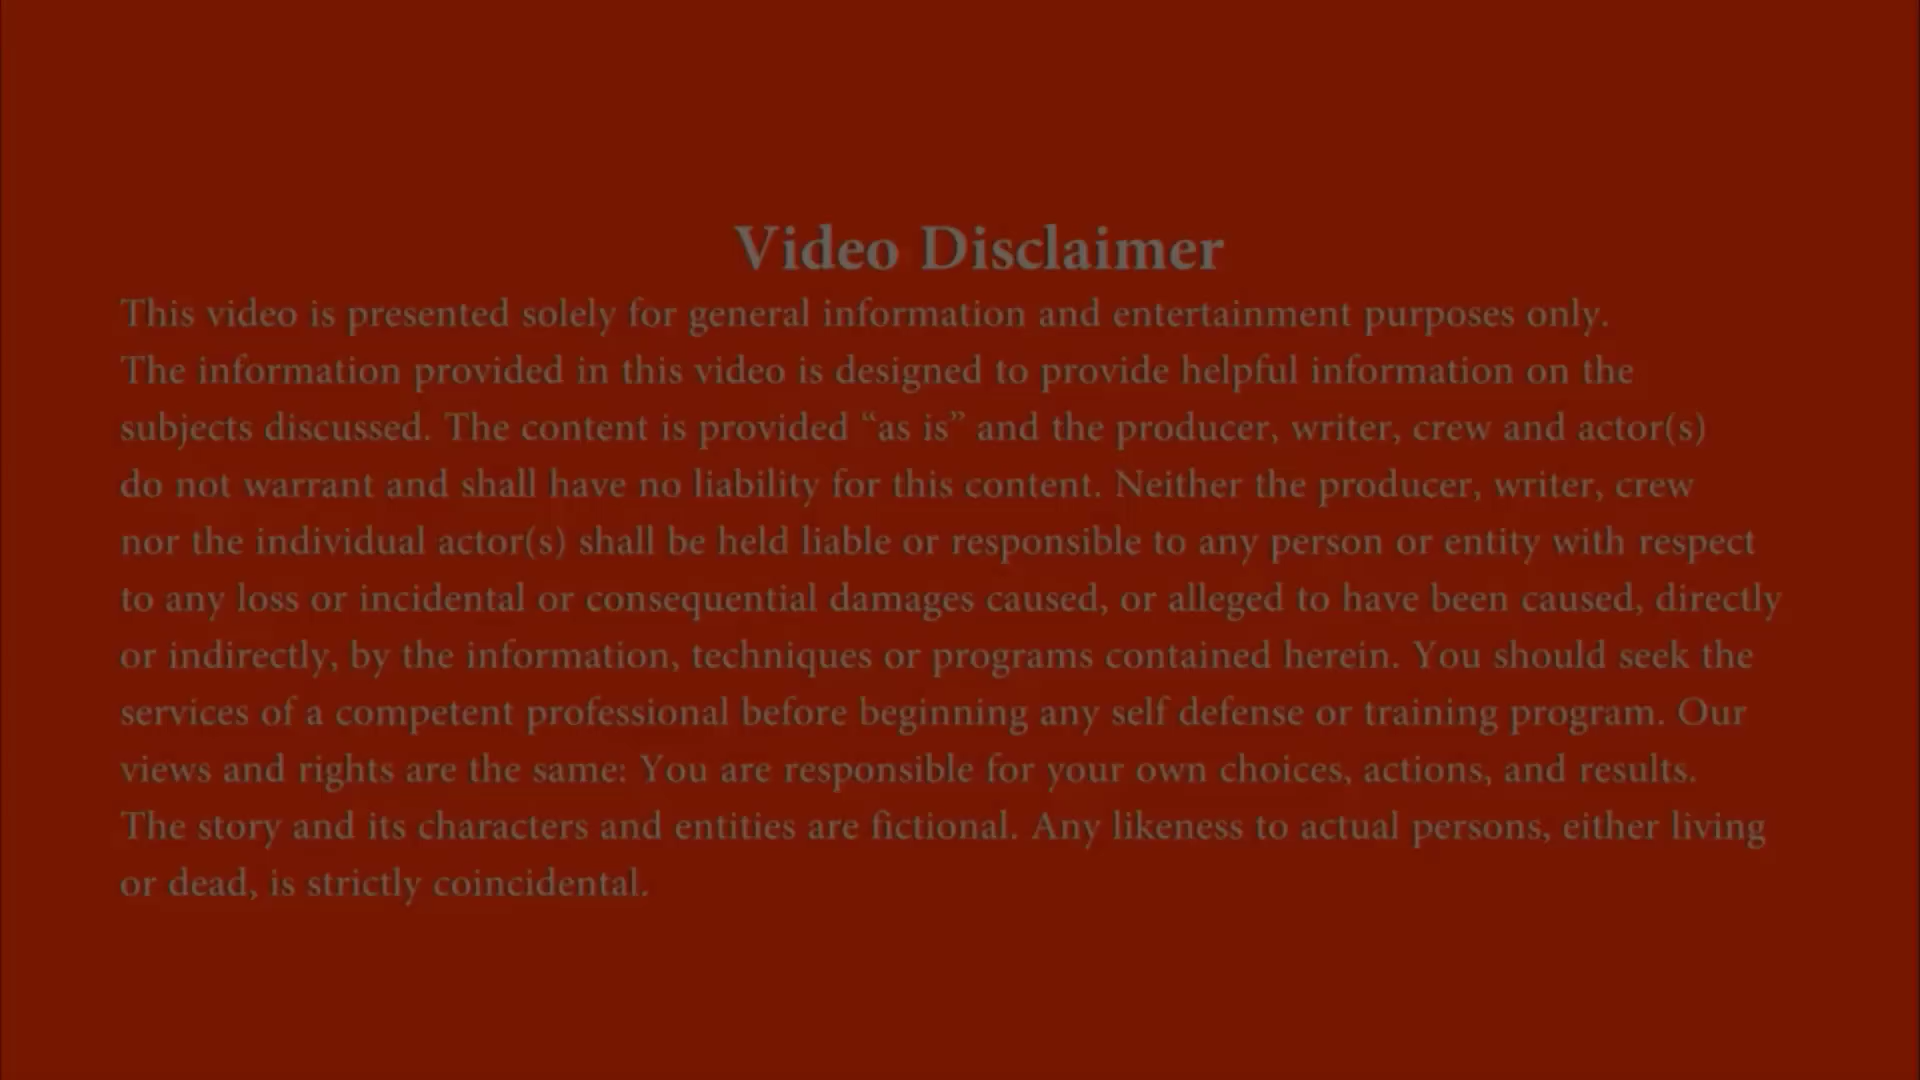 Video Disclaimer
This video is presented solely for general information and entertainment purposes only.
The information provided in this video is designed to provide helpful information on the
subjects discussed. The content is provided “as is” and the producer, writer, crew and actor(s)
do not warrant and shall have no liability for this content. Neither the producer, writer, crew
nor the individual actor(s) shall be held liable or responsible to any person or entity with respect
to any loss or incidental or consequential damages caused, or alleged to have been caused, directly
or indirectly, by the information, techniques or programs contained herein. You should seek the
services of a competent professional before beginning any self defense or training program. Our
views and rights are the same: You are responsible for your own choices, actions, and results.
The story and its characters and entities are fictional. Any likeness to actual persons, either living
or dead, is strictly coincidental.